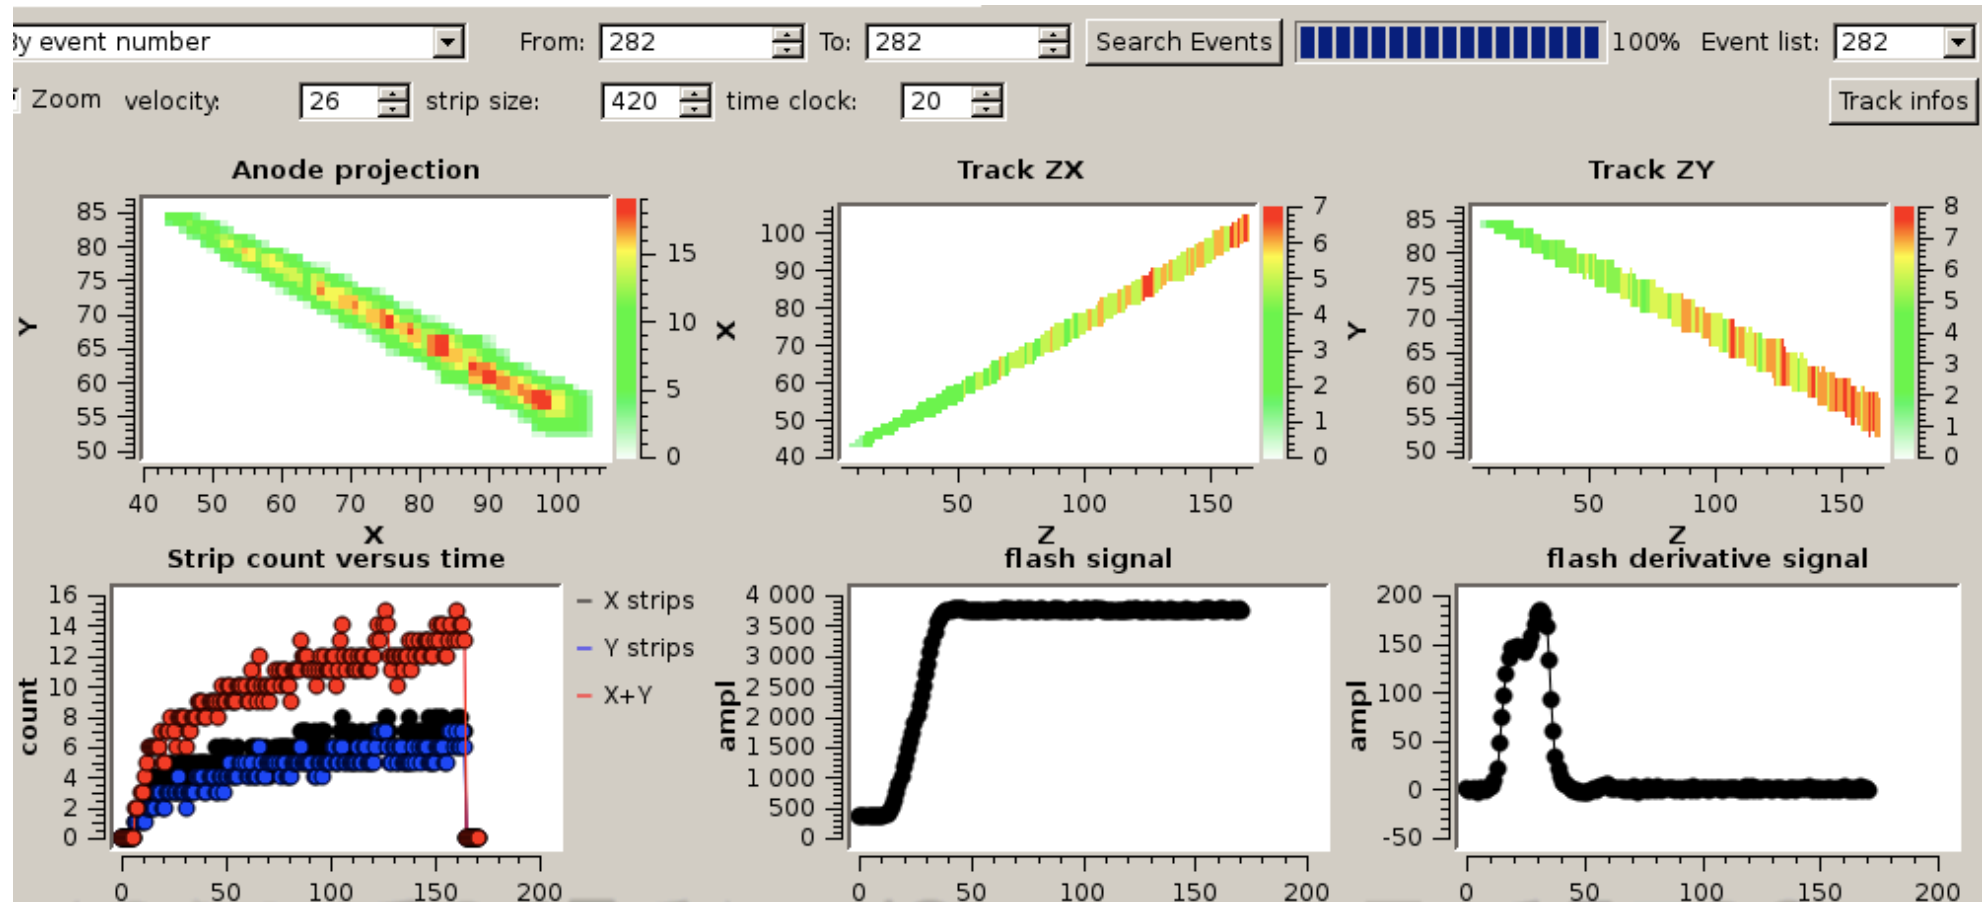 By event number From: 282 To: 282 Search Events 100% Event list: 282
Zoom velocity: 26 strip size: 420 time clock: 20 Track infos
Anode projection
85
80
75
70
65
60
55
50
Y
40 50 60 70 80 90 100
X
15
10
5
0
Track ZX
100
90
80
70
60
50
40
X
50 100 150
Z
7
6
5
4
3
2
1
0
Track ZY
85
80
75
70
65
60
55
50
Y
50 100 150
Z
8
7
6
5
4
3
2
1
0
Strip count versus time
16
14
12
10
8
6
4
2
0
count
0 50 100 150 200
X strips
Y strips
X+Y
flash signal
4 000
3 500
3 000
2 500
2 000
1 500
1 000
500
0
ampl
0 50 100 150 200
flash derivative signal
200
150
100
50
0
-50
ampl
0 50 100 150 200